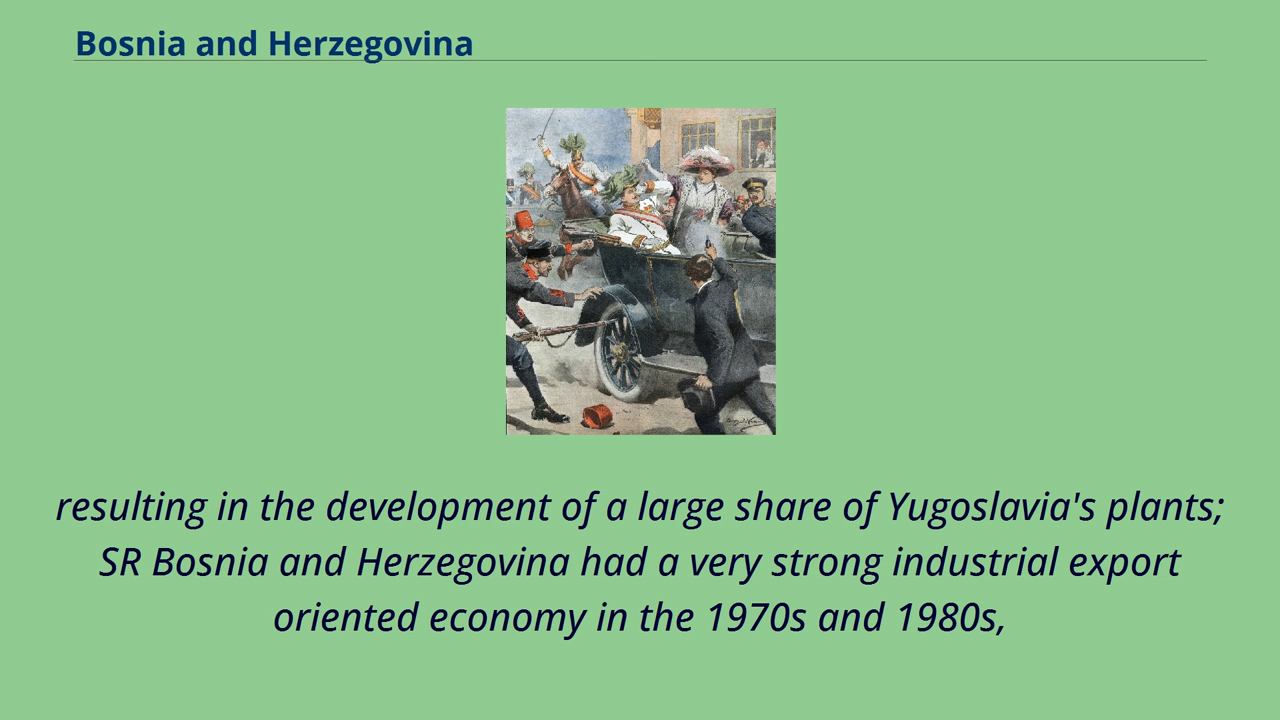 Bosnia and Herzegovina
resulting in the development of a large share of Yugoslavia's plants;
SR Bosnia and Herzegovina had a very strong industrial export
oriented economy in the 1970s and 1980s,